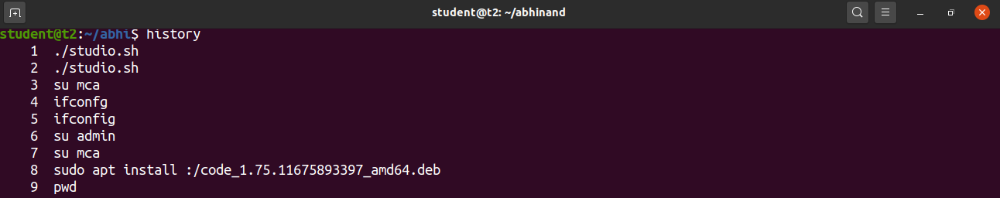 student@t2: ~/abhinand
student@t2:~/abhi$ history
1 ./studio.sh
2 ./studio.sh
3 su mca
4 ifconfg
5 ifconfig
6 su admin
7 su mca
8 sudo apt install :/code_1.75.11675893397_amd64.deb
9 pwd